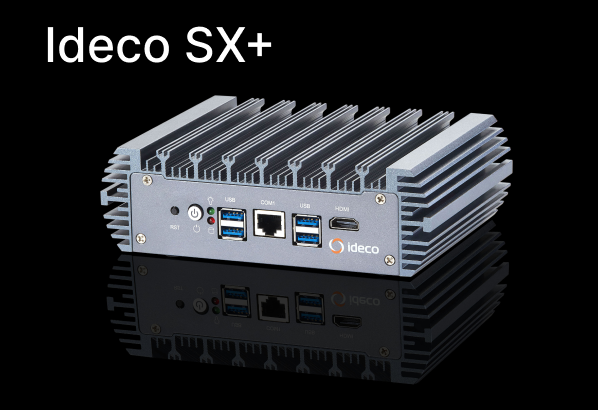 Ideco SX+
USB
COM1
USB
HDMI
RST
ideco